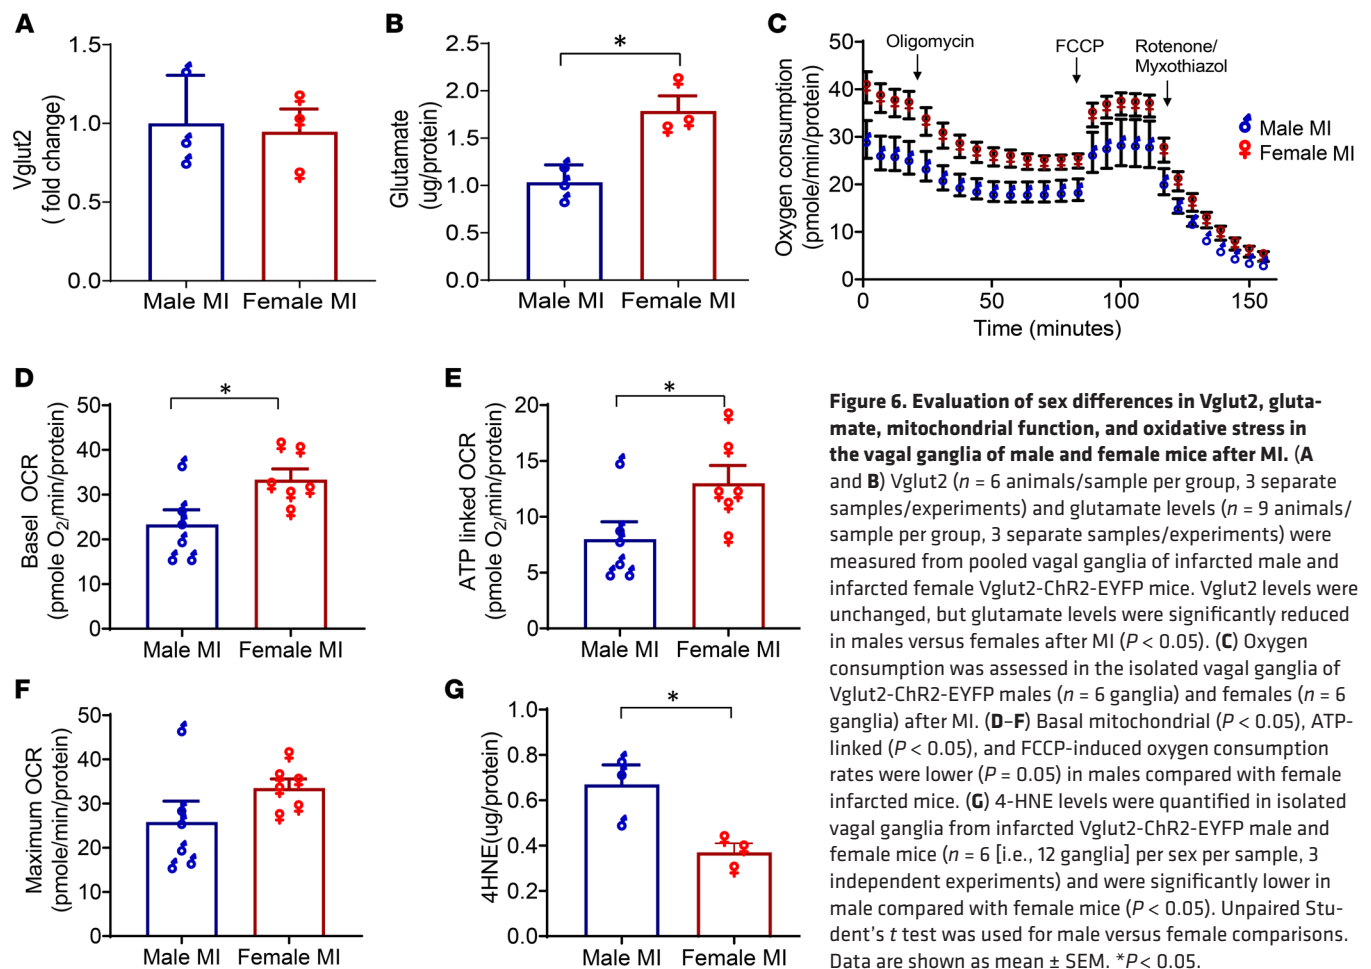 A
Vglut2
( fold change)
1.5
1.0
0.5
0.0
Male MI Female MI
B
Glutamate
(ug/protein)
2.5
2.0
1.5
1.0
0.5
0.0
*
Male MI Female MI
C
Oxygen consumption
(pmole/min/protein)
50
40
30
20
10
0
Oligomycin
FCCP
Rotenone/
Myxothiazol
0 50 100 150
Time (minutes)
Male MI
Female MI
D
Basel OCR
(pmole O2/min/protein)
50
40
30
20
10
0
*
Male MI Female MI
E
ATP linked OCR
(pmole O2/min/protein)
20
15
10
5
0
*
Male MI Female MI
F
Maximum OCR
(pmole/min/protein)
50
40
30
20
10
0
Male MI Female MI
G
4HNE(ug/protein)
1.0
0.8
0.6
0.4
0.2
0.0
*
Male MI Female MI
Figure 6. Evaluation of sex differences in Vglut2, gluta-
mate, mitochondrial function, and oxidative stress in
the vagal ganglia of male and female mice after MI. (A
and B) Vglut2 (n = 6 animals/sample per group, 3 separate
samples/experiments) and glutamate levels (n = 9 animals/
sample per group, 3 separate samples/experiments) were
measured from pooled vagal ganglia of infarcted male and
infarcted female Vglut2-ChR2-EYFP mice. Vglut2 levels were
unchanged, but glutamate levels were significantly reduced
in males versus females after MI (P < 0.05). (C) Oxygen
consumption was assessed in the isolated vagal ganglia of
Vglut2-ChR2-EYFP males (n = 6 ganglia) and females (n = 6
ganglia) after MI. (D–F) Basal mitochondrial (P < 0.05), ATP-
linked (P < 0.05), and FCCP-induced oxygen consumption
rates were lower (P = 0.05) in males compared with female
infarcted mice. (G) 4-HNE levels were quantified in isolated
vagal ganglia from infarcted Vglut2-ChR2-EYFP male and
female mice (n = 6 [i.e., 12 ganglia] per sex per sample, 3
independent experiments) and were significantly lower in
male compared with female mice (P < 0.05). Unpaired Stu-
dent's t test was used for male versus female comparisons.
Data are shown as mean ± SEM. *P < 0.05.